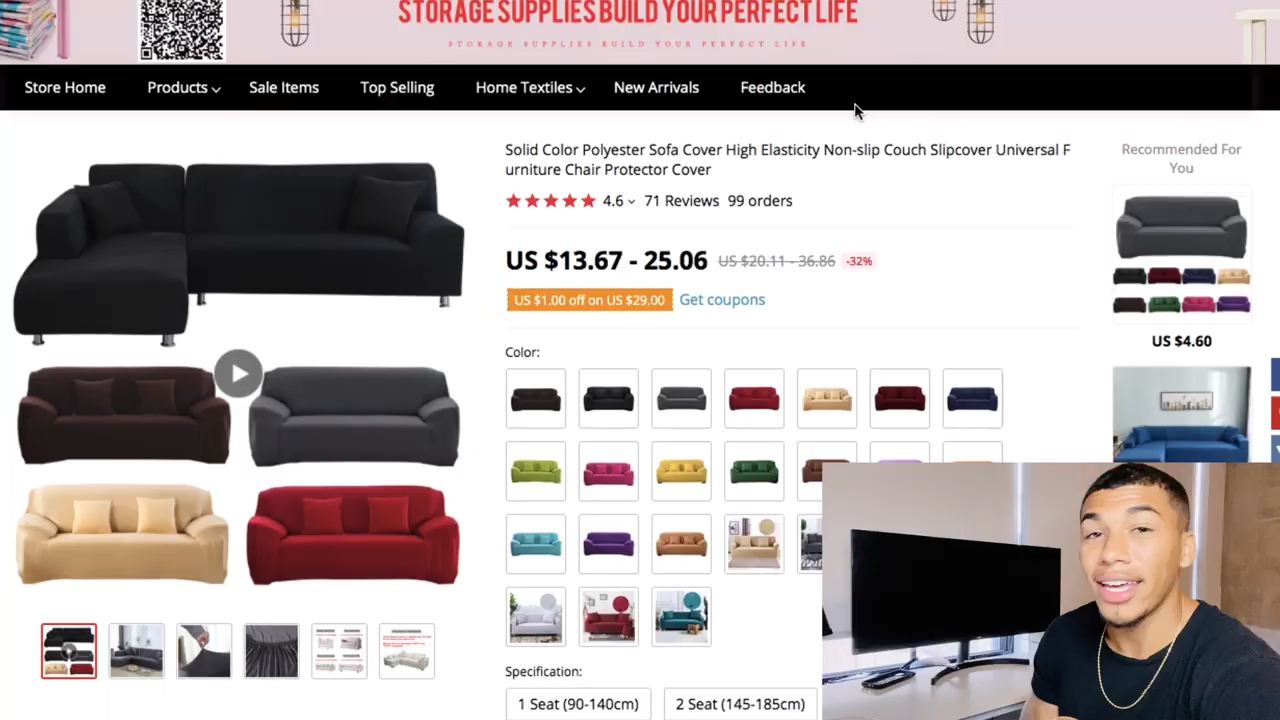 STORAGE SUPPLIES BUILD YOUR PERFECT LIFE
STORAGE SUPPLIES BUILD YOUR PERFECT LIFE
Store Home
Products
Sale Items
Top Selling
Home Textiles
New Arrivals
Feedback
Solid Color Polyester Sofa Cover High Elasticity Non-slip Couch Slipcover Universal F
urniture Chair Protector Cover
4.6 71 Reviews 99 orders
US $13.67 - 25.06 US $20.11 - 36.86 -32%
US $1.00 off on US $29.00 Get coupons
Color:
Specification:
1 Seat (90-140cm) 2 Seat (145-185cm)
Recommended For
You
US $4.60